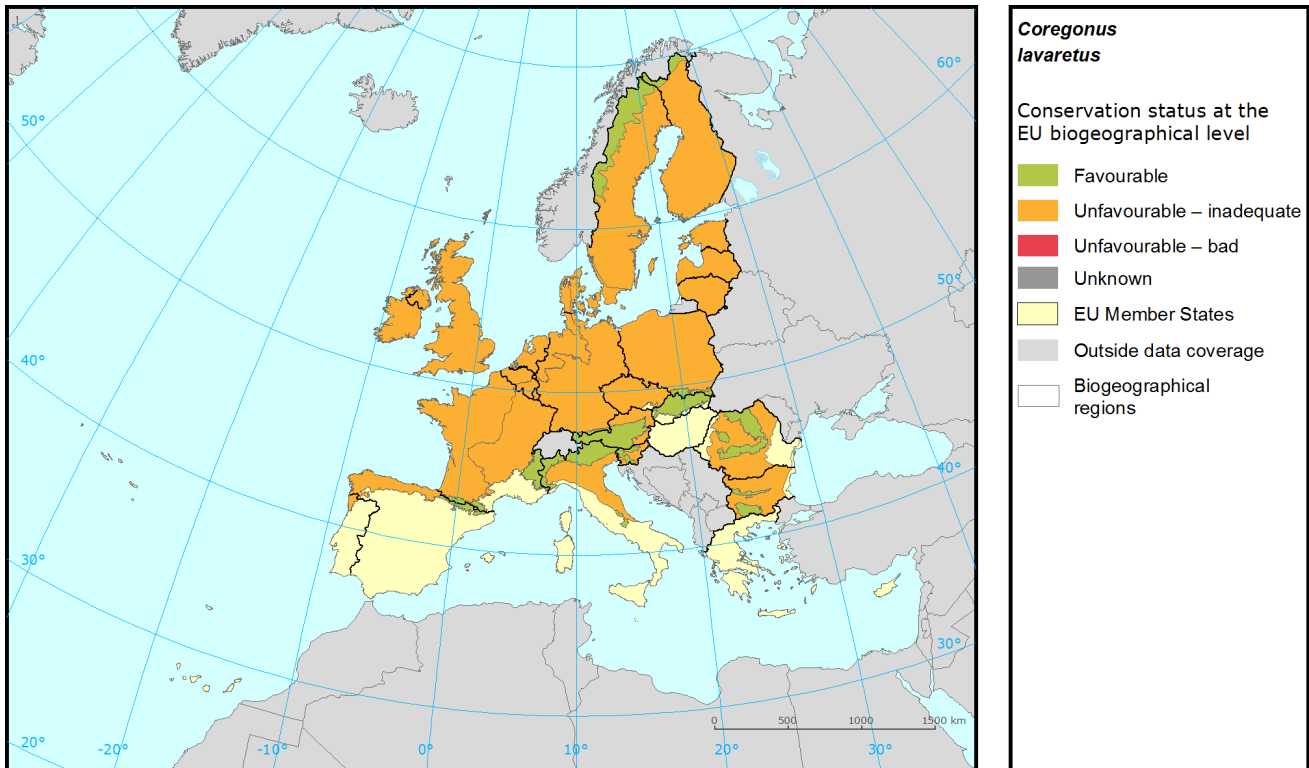 Coregonus
lavaretus
Conservation status at the
EU biogeographical level
Favourable
Unfavourable – inadequate
Unfavourable – bad
Unknown
EU Member States
Outside data coverage
Biogeographical
regions
60°
50°
50°
40°
40°
30°
30°
20°
-20°
-10°
0°
10°
20°
30°
0
500
1000
1500 km